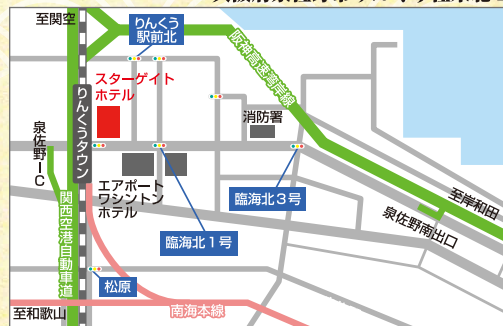 至関空
りんくう
駅前北
阪神高速湾岸線
スターゲイト
ホテル
りんくうタウン
消防署
泉佐野IC
エアポート
ワシントン
ホテル
臨海北3号
至岸和田
泉佐野南出口
関西空港自動車道
臨海北1号
松原
至和歌山
南海本線